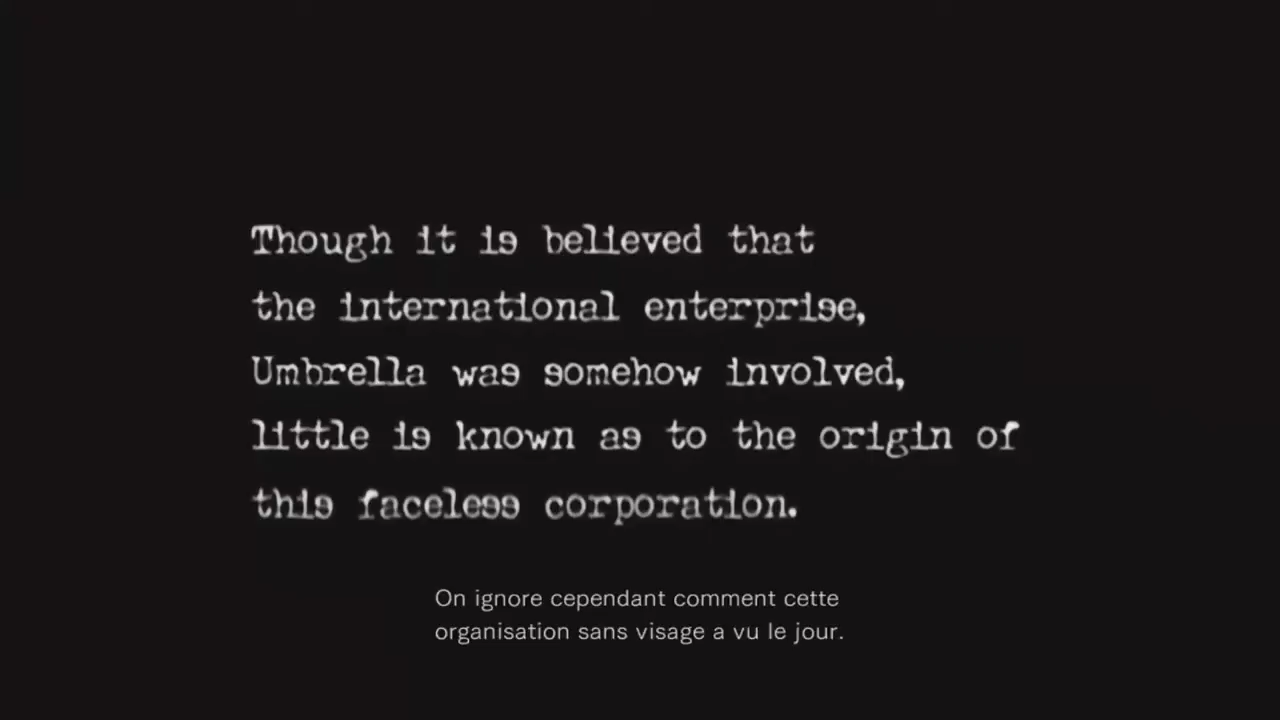 Though it is believed that
the international enterprise,
Umbrella was somehow involved,
little is known as to the origin of
this faceless corporation.
On ignore cependant comment cette
organisation sans visage a vu le jour.